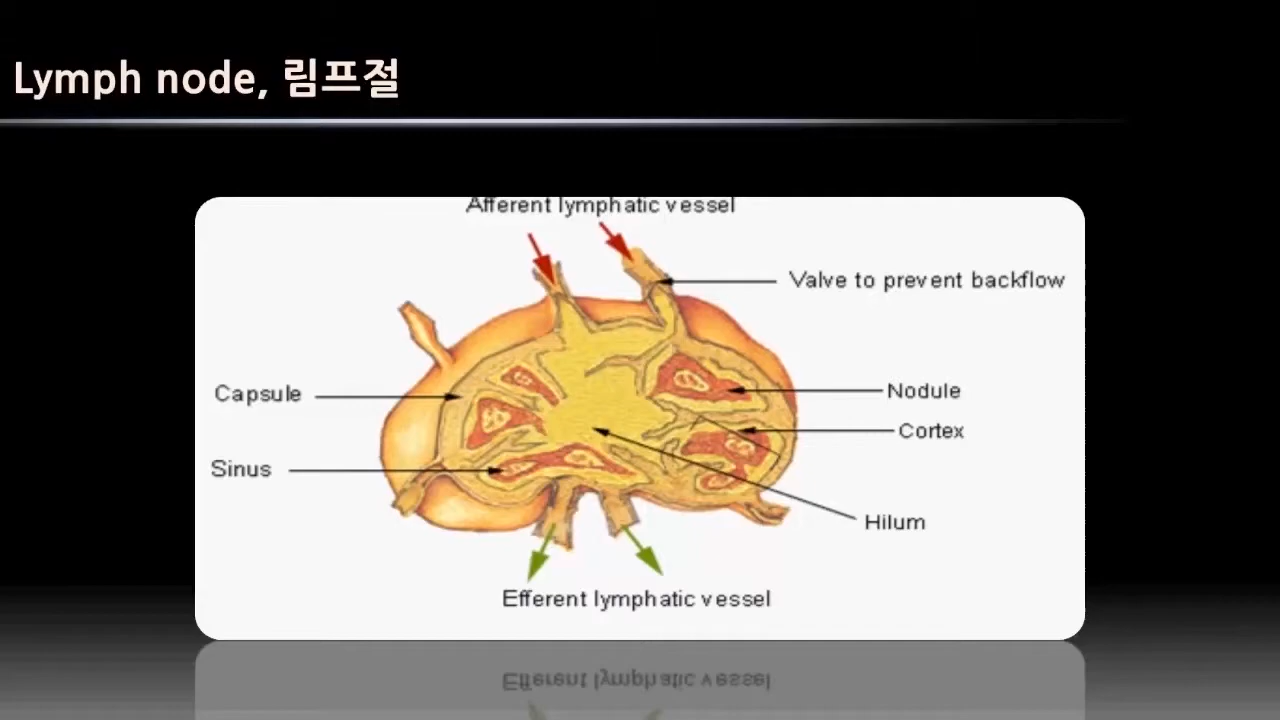 Lymph node, 림프절
Afferent lymphatic vessel
Valve to prevent backflow
Capsule
Nodule
Cortex
Sinus
Hilum
Efferent lymphatic vessel